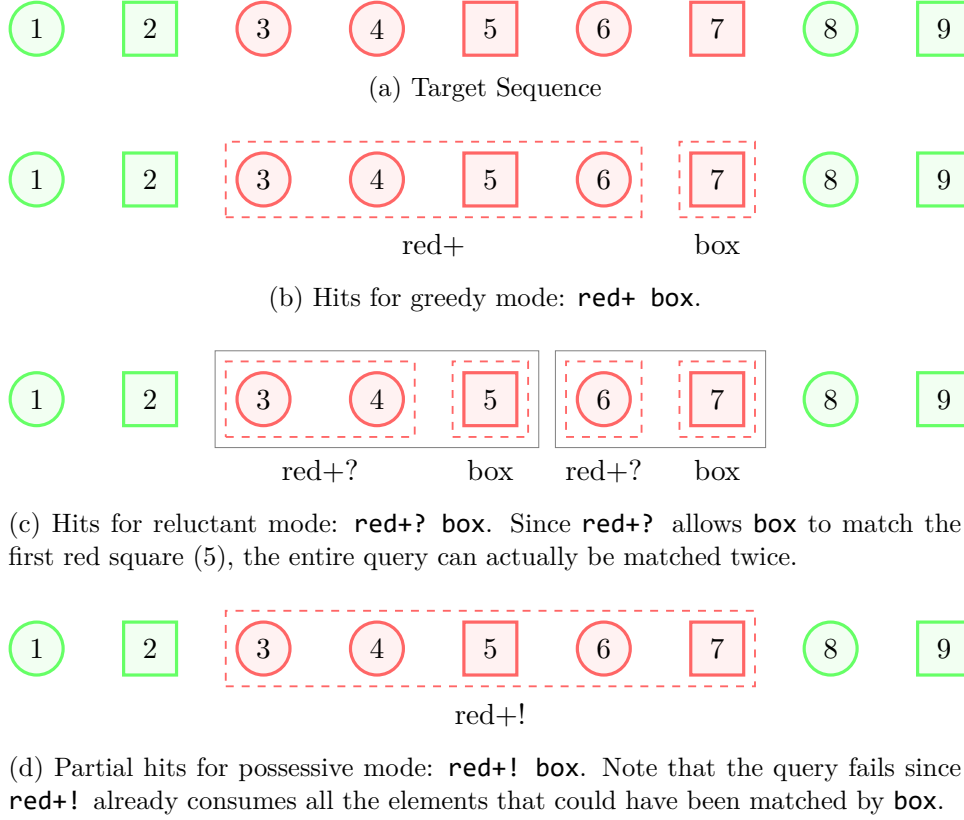 1 2 3 4 5 6 7 8 9
(a) Target Sequence
1 2 3 4 5 6 7 8 9
red+ box
(b) Hits for greedy mode: red+ box.
1 2 3 4 5 6 7 8 9
red+? box red+? box
(c) Hits for reluctant mode: red+? box. Since red+? allows box to match the
first red square (5), the entire query can actually be matched twice.
1 2 3 4 5 6 7 8 9
red+!
(d) Partial hits for possessive mode: red+! box. Note that the query fails since
red+! already consumes all the elements that could have been matched by box.